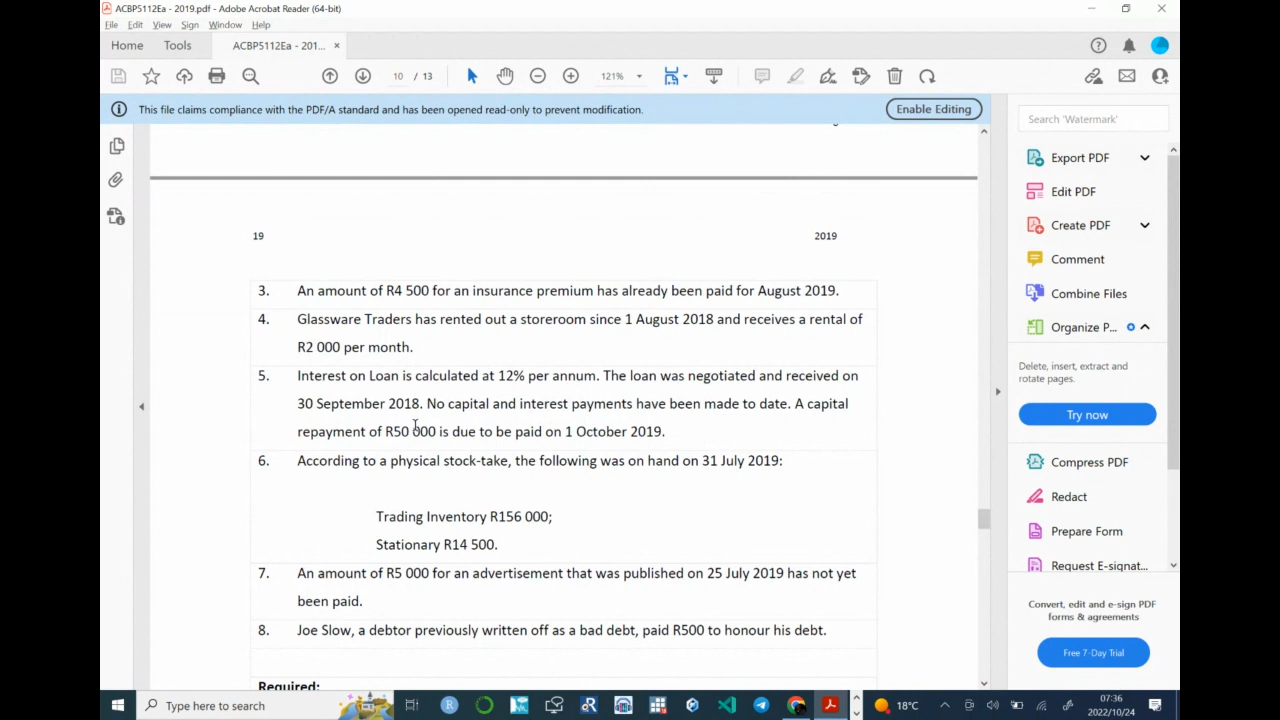 ACBP5112Ea - 2019.pdf - Adobe Acrobat Reader (64-bit)
File Edit View Sign Window Help
Home Tools ACBP5112Ea - 201... ×
10 / 13 121%
This file claims compliance with the PDF/A standard and has been opened read-only to prevent modification. Enable Editing
Search 'Watermark'
Export PDF
Edit PDF
Create PDF
Comment
Combine Files
Organize P...
Delete, insert, extract and
rotate pages.
Try now
Compress PDF
Redact
Prepare Form
Request E-signat...
Convert, edit and e-sign PDF
forms & agreements
Free 7-Day Trial
19 2019
3. An amount of R4 500 for an insurance premium has already been paid for August 2019.
4. Glassware Traders has rented out a storeroom since 1 August 2018 and receives a rental of
R2 000 per month.
5. Interest on Loan is calculated at 12% per annum. The loan was negotiated and received on
30 September 2018. No capital and interest payments have been made to date. A capital
repayment of R50 000 is due to be paid on 1 October 2019.
6. According to a physical stock-take, the following was on hand on 31 July 2019:
Trading Inventory R156 000;
Stationary R14 500.
7. An amount of R5 000 for an advertisement that was published on 25 July 2019 has not yet
been paid.
8. Joe Slow, a debtor previously written off as a bad debt, paid R500 to honour his debt.
Required:
Type here to search
18°C
07:36
2022/10/24